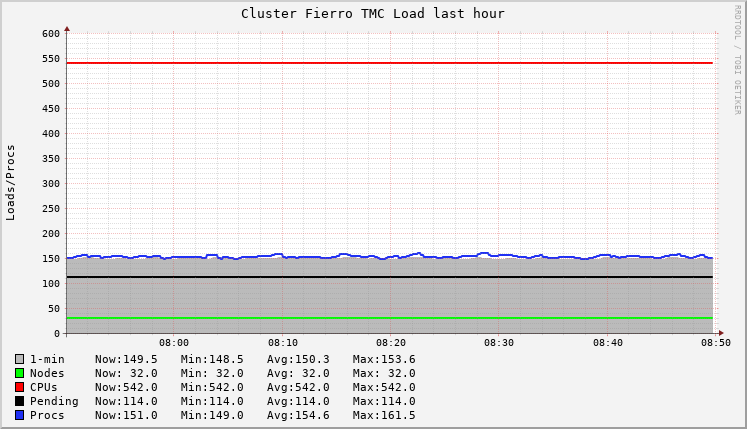 Cluster Fierro TMC Load last hour
RRDTOOL / TOBI OETIKER
Loads/Procs
600
550
500
450
400
350
300
250
200
150
100
50
0
08:00 08:10 08:20 08:30 08:40 08:50
1-min Now:149.5 Min:148.5 Avg:150.3 Max:153.6
Nodes Now: 32.0 Min: 32.0 Avg: 32.0 Max: 32.0
CPUs Now:542.0 Min:542.0 Avg:542.0 Max:542.0
Pending Now:114.0 Min:114.0 Avg:114.0 Max:114.0
Procs Now:151.0 Min:149.0 Avg:154.6 Max:161.5